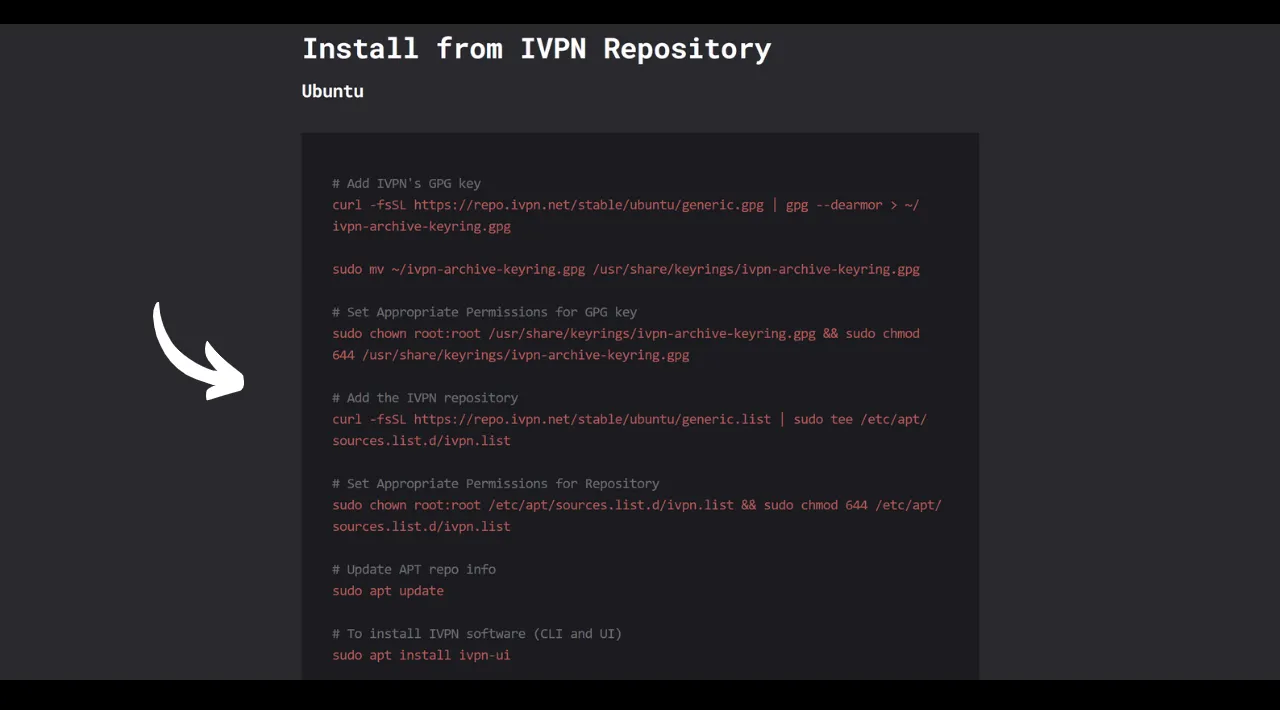 Install from IVPN Repository
Ubuntu
# Add IVPN's GPG key
curl -fsSL https://repo.ivpn.net/stable/ubuntu/generic.gpg | gpg --dearmor > ~/
ivpn-archive-keyring.gpg
sudo mv ~/ivpn-archive-keyring.gpg /usr/share/keyrings/ivpn-archive-keyring.gpg
# Set Appropriate Permissions for GPG key
sudo chown root:root /usr/share/keyrings/ivpn-archive-keyring.gpg && sudo chmod
644 /usr/share/keyrings/ivpn-archive-keyring.gpg
# Add the IVPN repository
curl -fsSL https://repo.ivpn.net/stable/ubuntu/generic.list | sudo tee /etc/apt/
sources.list.d/ivpn.list
# Set Appropriate Permissions for Repository
sudo chown root:root /etc/apt/sources.list.d/ivpn.list && sudo chmod 644 /etc/apt/
sources.list.d/ivpn.list
# Update APT repo info
sudo apt update
# To install IVPN software (CLI and UI)
sudo apt install ivpn-ui